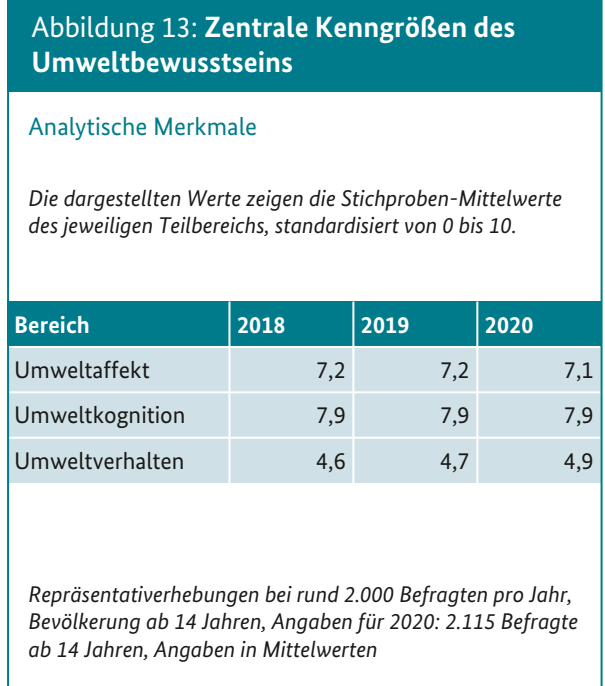 Abbildung 13: Zentrale Kenngrößen des
Umweltbewusstseins
Analytische Merkmale
Die dargestellten Werte zeigen die Stichproben-Mittelwerte
des jeweiligen Teilbereichs, standardisiert von 0 bis 10.
Bereich 2018 2019 2020
Umweltaffekt 7,2 7,2 7,1
Umweltkognition 7,9 7,9 7,9
Umweltverhalten 4,6 4,7 4,9
Repräsentativerhebungen bei rund 2.000 Befragten pro Jahr,
Bevölkerung ab 14 Jahren, Angaben für 2020: 2.115 Befragte
ab 14 Jahren, Angaben in Mittelwerten